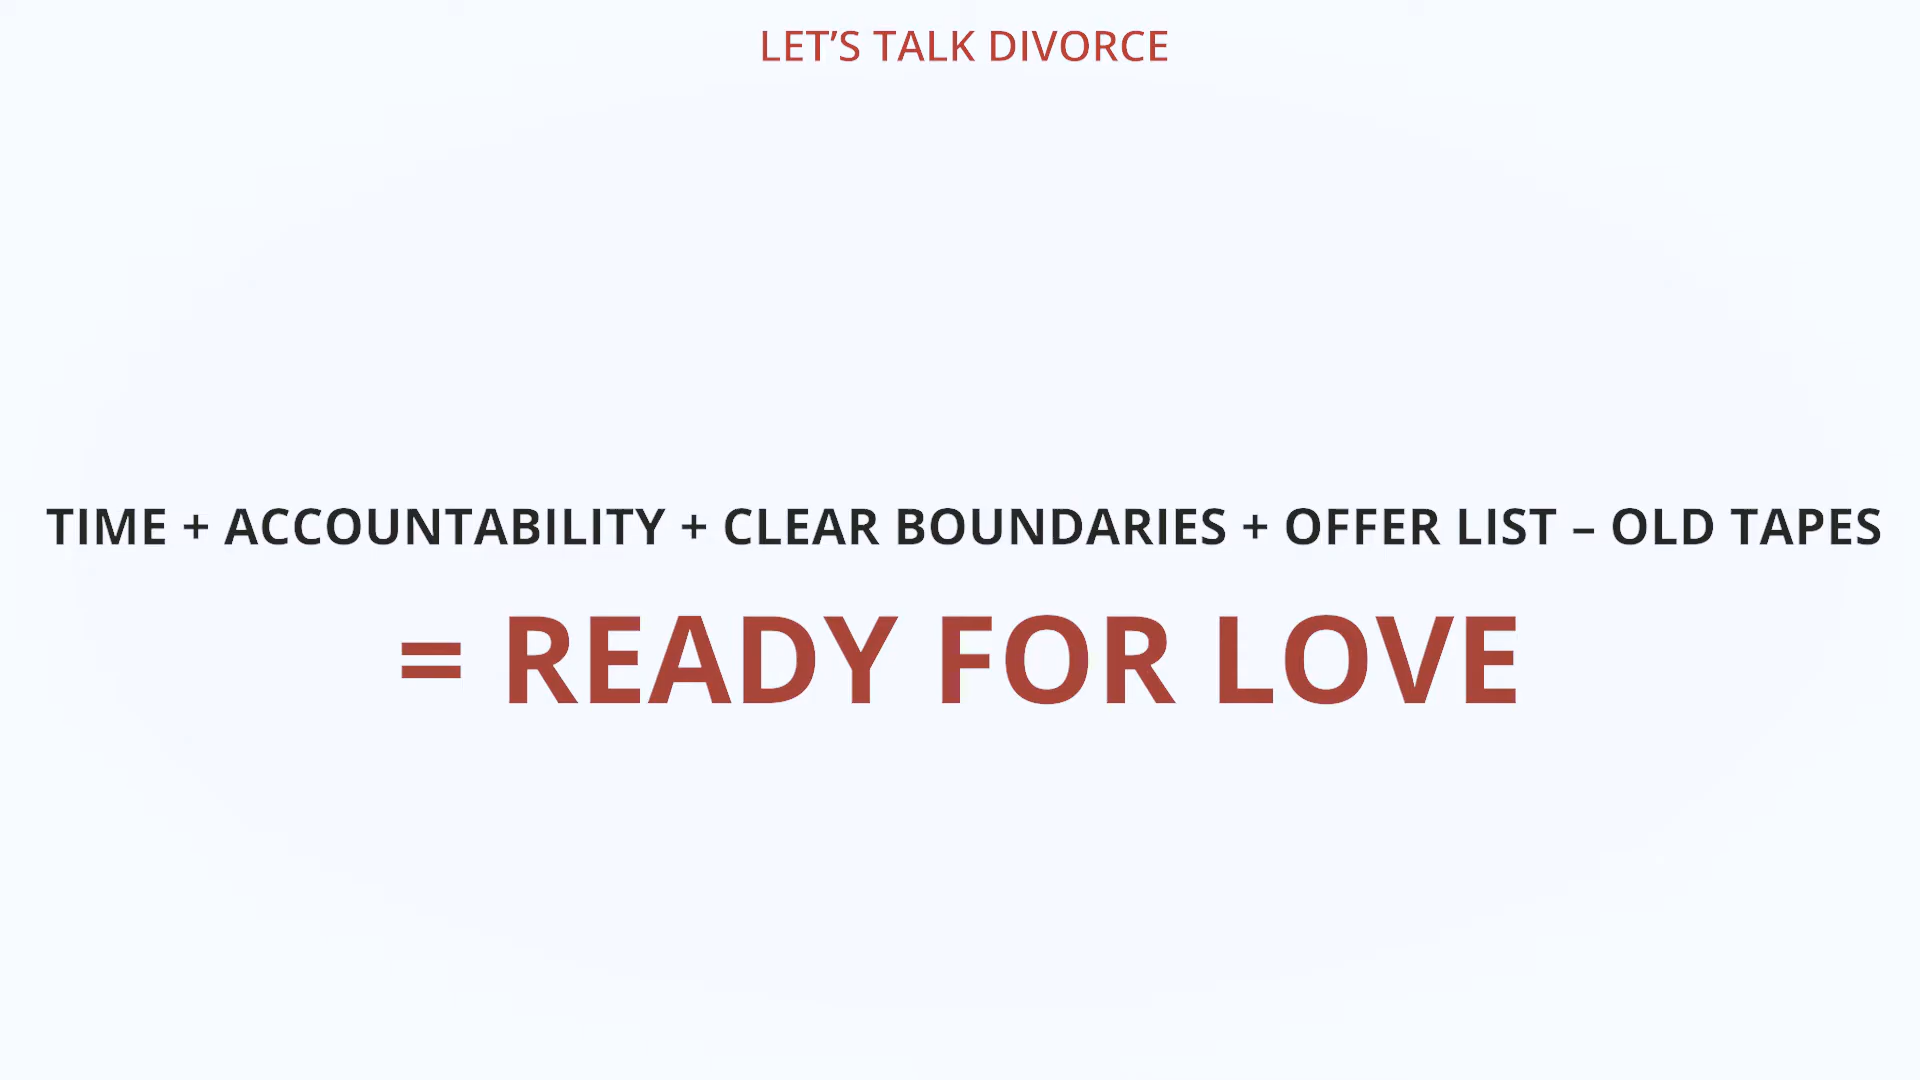 LET’S TALK DIVORCE
TIME + ACCOUNTABILITY + CLEAR BOUNDARIES + OFFER LIST – OLD TAPES
= READY FOR LOVE